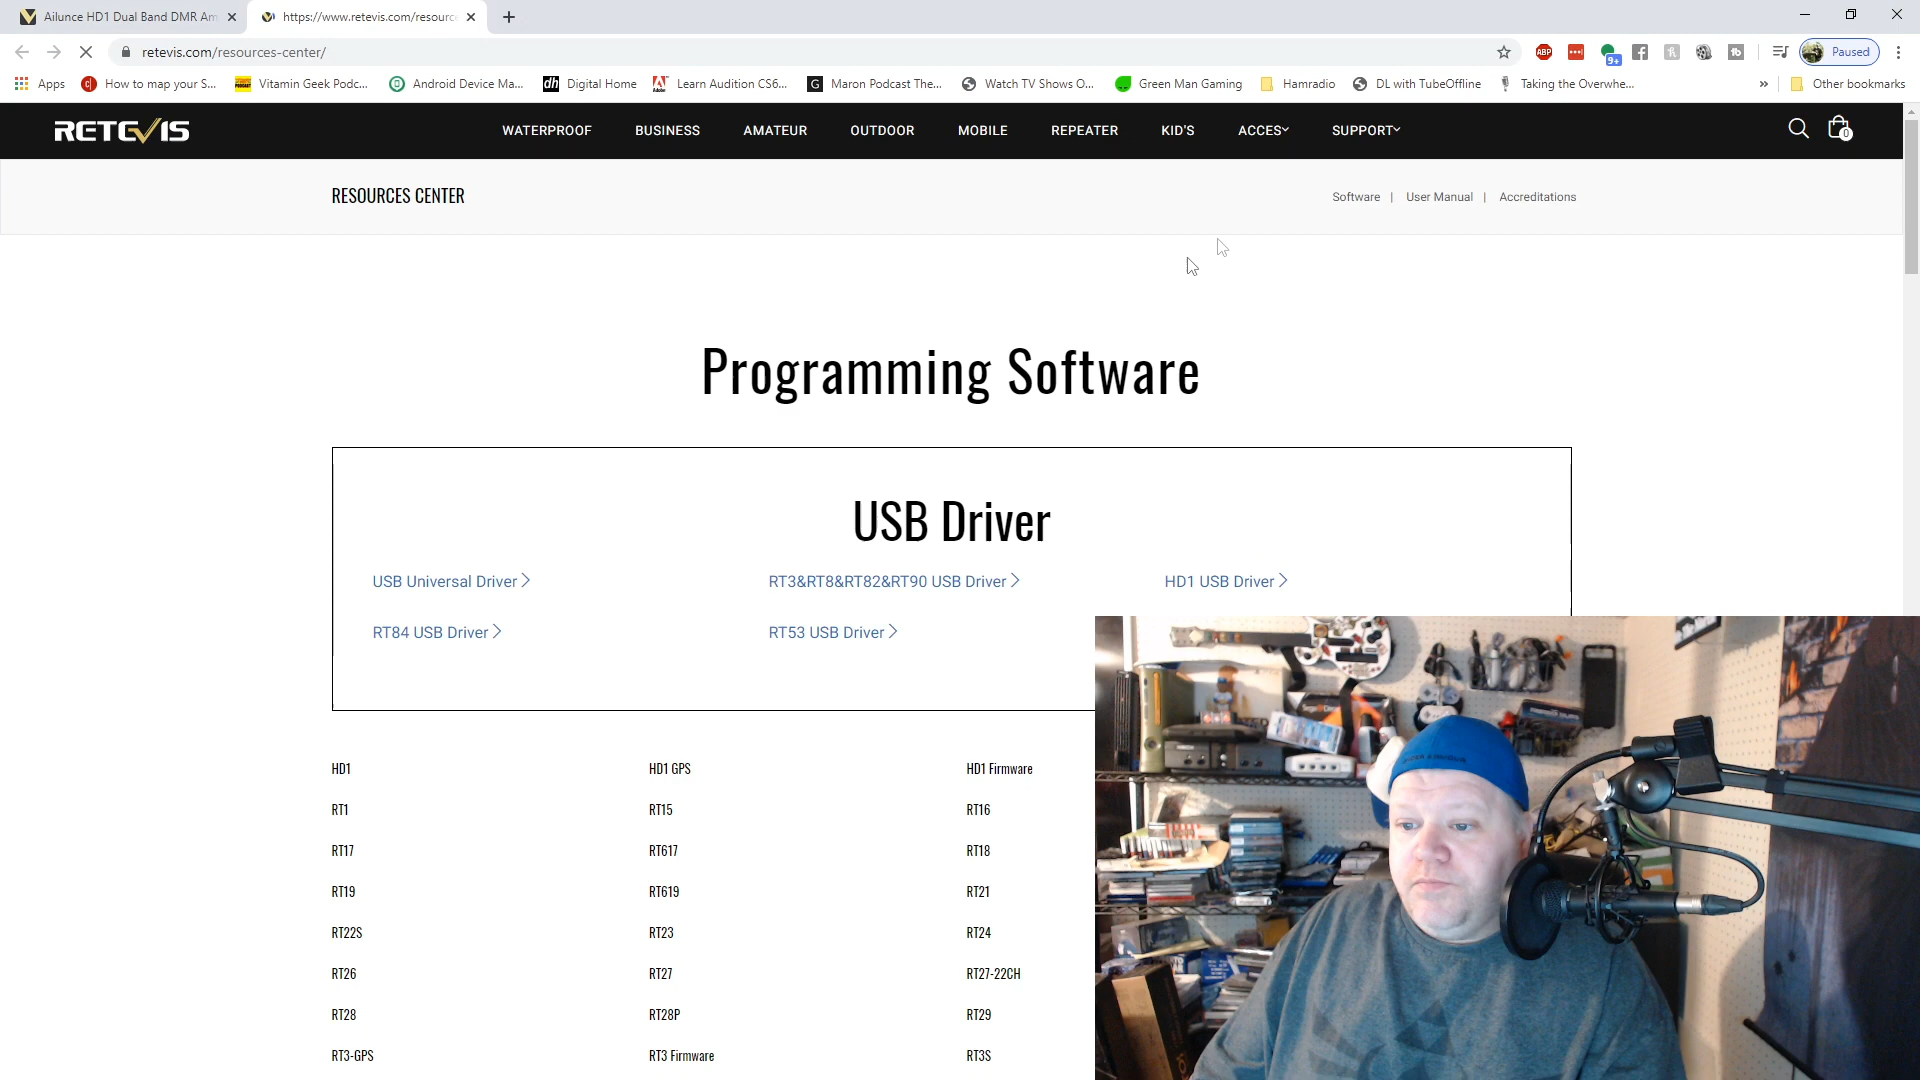 Ailunce HD1 Dual Band DMR Am
https://www.retevis.com/resource
retevis.com/resources-center/
ABP
9+
Paused
Apps
How to map your S...
Vitamin Geek Podc...
Android Device Ma...
dh Digital Home
Learn Audition CS6...
G Maron Podcast The...
Watch TV Shows O...
Green Man Gaming
Hamradio
DL with TubeOffline
Taking the Overwhe...
»
Other bookmarks
RETEVIS
WATERPROOF
BUSINESS
AMATEUR
OUTDOOR
MOBILE
REPEATER
KID'S
ACCES
SUPPORT
0
RESOURCES CENTER
Software | User Manual | Accreditations
Programming Software
USB Driver
USB Universal Driver
RT3&RT8&RT82&RT90 USB Driver
HD1 USB Driver
RT84 USB Driver
RT53 USB Driver
HD1
HD1 GPS
HD1 Firmware
RT1
RT15
RT16
RT17
RT617
RT18
RT19
RT619
RT21
RT22S
RT23
RT24
RT26
RT27
RT27-22CH
RT28
RT28P
RT29
RT3-GPS
RT3 Firmware
RT3S